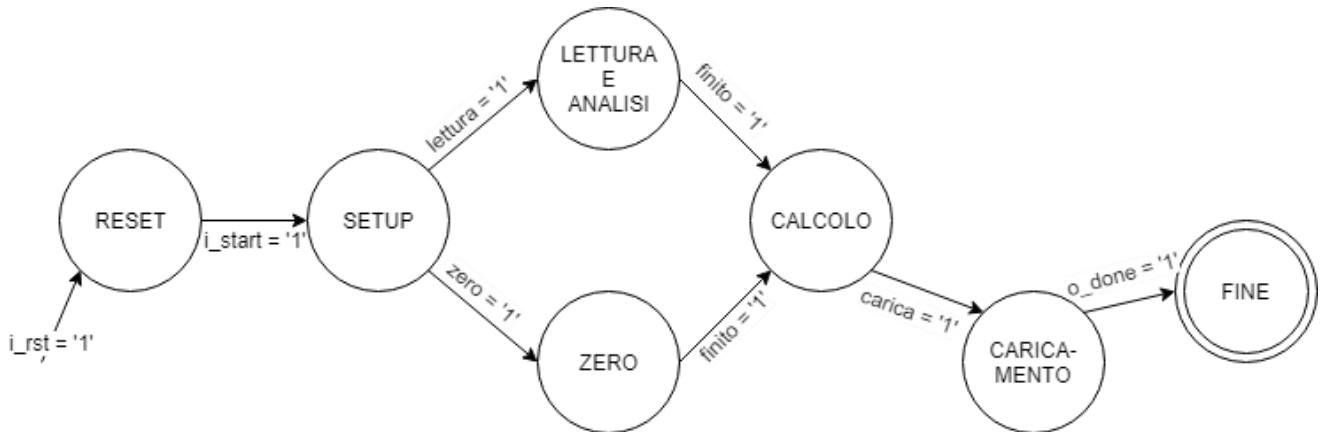 LETTURA
E
ANALISI
lettura = '1'
finito = '1'
RESET
i_start = '1'
SETUP
CALCOLO
i_rst = '1'
zero = '1'
ZERO
finito = '1'
carica = '1'
CARICA-
MENTO
o_done = '1'
FINE